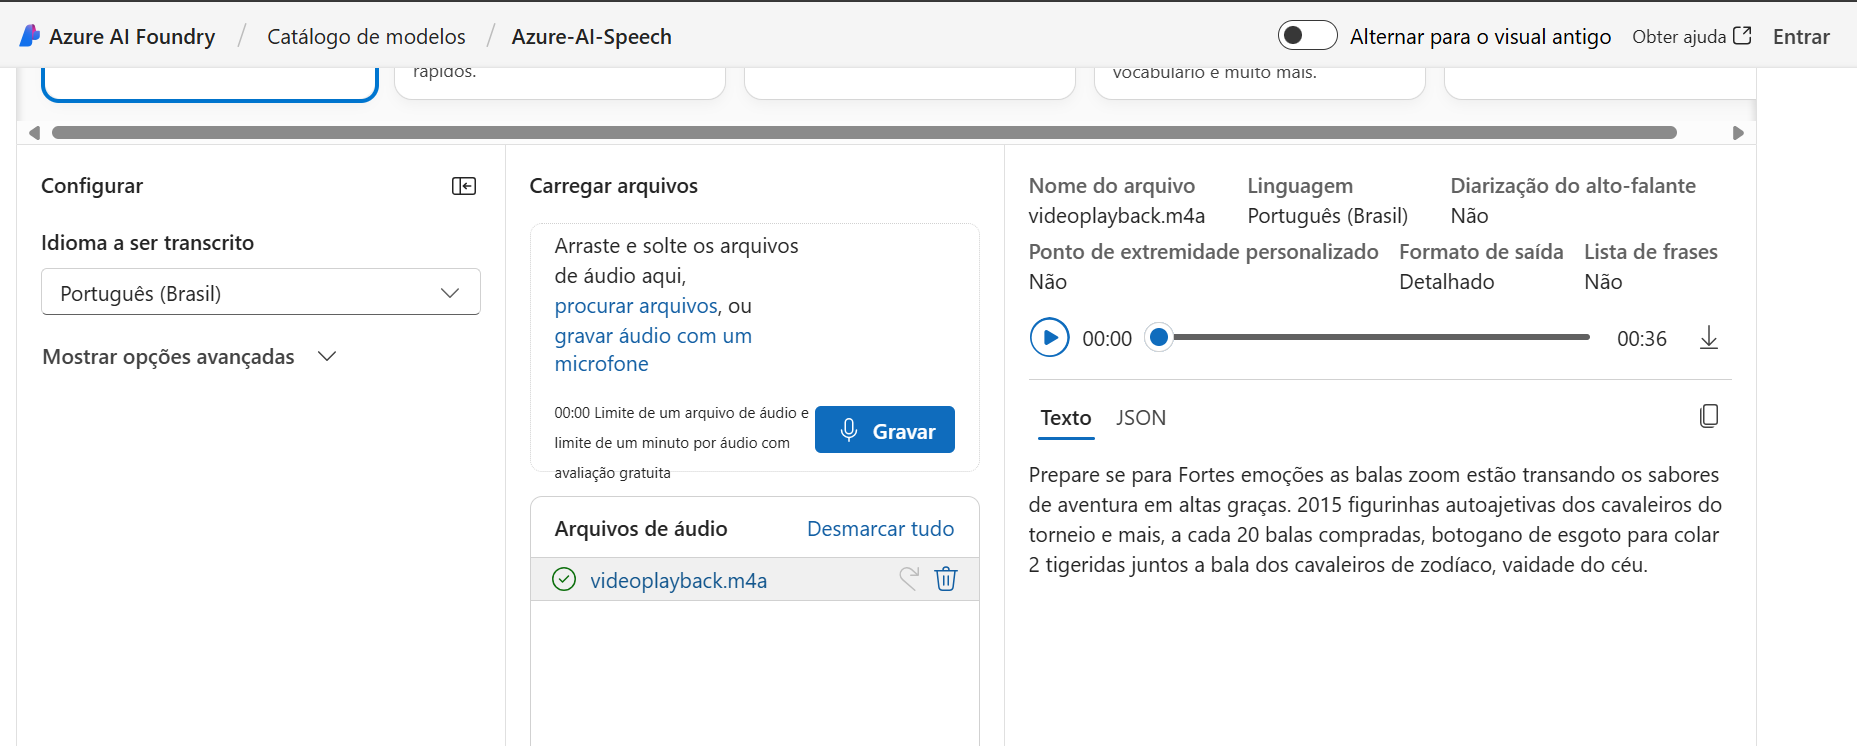 Azure AI Foundry / Catálogo de modelos / Azure-AI-Speech Alternar para o visual antigo Obter ajuda Entrar
rápidos.
vocabulário e muito mais.
Configurar
Idioma a ser transcrito
Português (Brasil)
Mostrar opções avançadas
Carregar arquivos
Arraste e solte os arquivos
de áudio aqui,
procurar arquivos, ou
gravar áudio com um
microfone
00:00 Limite de um arquivo de áudio e
limite de um minuto por áudio com
avaliação gratuita
Gravar
Arquivos de áudio Desmarcar tudo
videoplayback.m4a
Nome do arquivo Linguagem Diarização do alto-falante
videoplayback.m4a Português (Brasil) Não
Ponto de extremidade personalizado Formato de saída Lista de frases
Não Detalhado Não
00:00 00:36
Texto JSON
Prepare se para Fortes emoções as balas zoom estão transando os sabores
de aventura em altas graças. 2015 figurinhas autoajetivas dos cavaleiros do
torneio e mais, a cada 20 balas compradas, botogano de esgoto para colar
2 tigeridas juntos a bala dos cavaleiros de zodíaco, vaidade do céu.